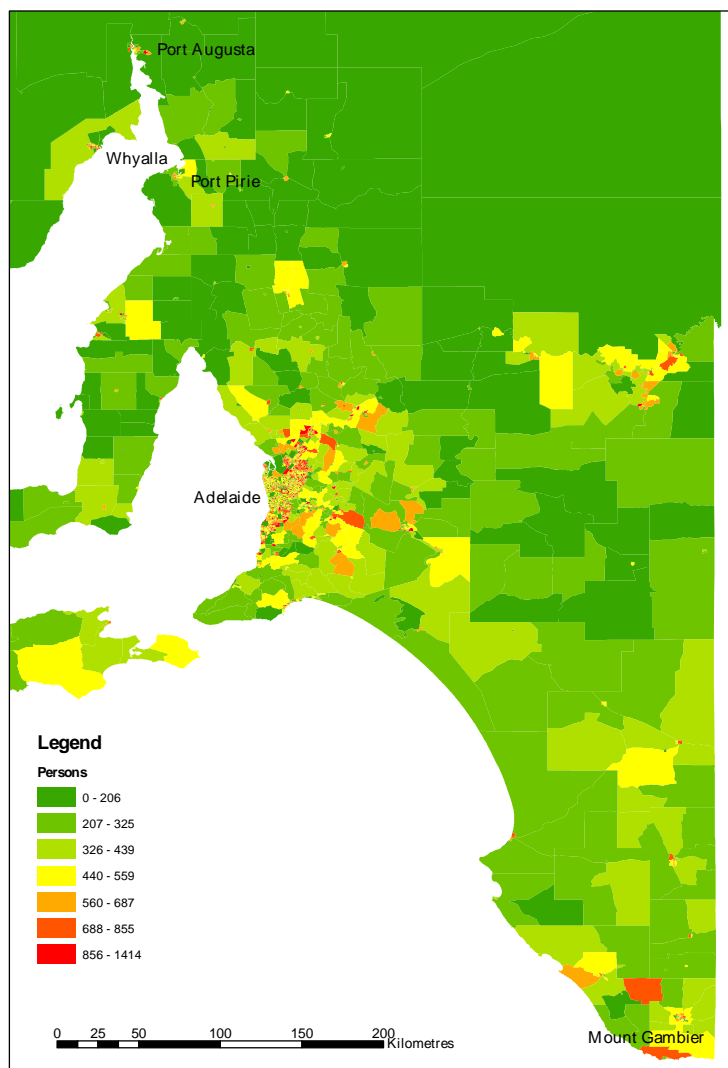 Port Augusta
Whyalla
Port Pirie
Adelaide
Legend
Persons
0 - 206
207 - 325
326 - 439
440 - 559
560 - 687
688 - 855
856 - 1414
Mount Gambier
0 25 50 100 150 200
Kilometres